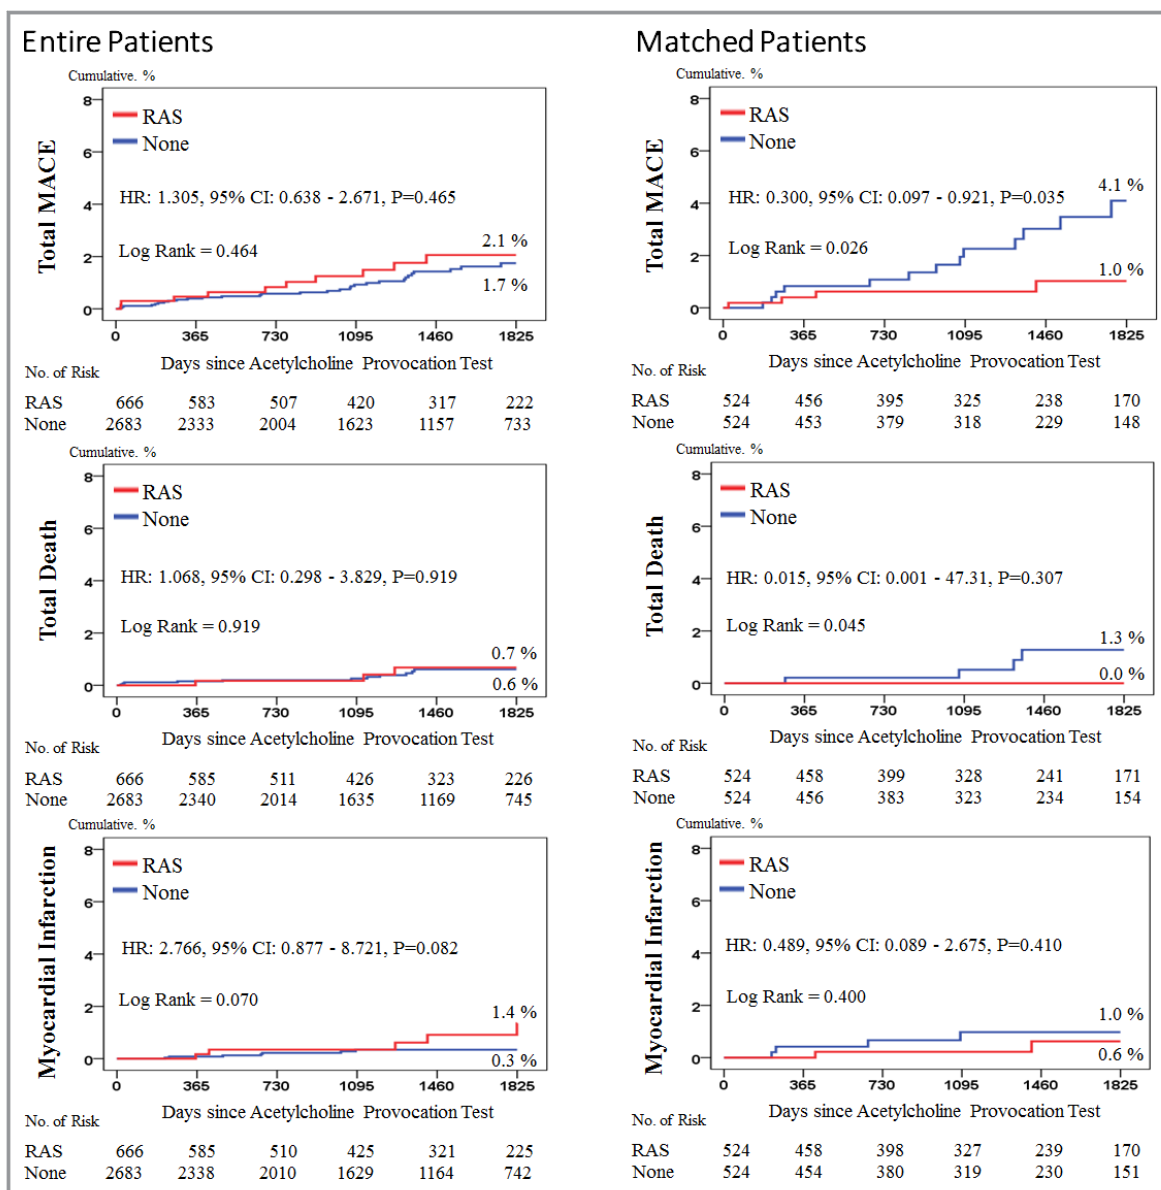 Entire Patients
Cumulative. %
Total MACE
8
6
4
2
0
RAS
None
HR: 1.305, 95% CI: 0.638 - 2.671, P=0.465
Log Rank = 0.464
2.1 %
1.7 %
0 365 730 1095 1460 1825
Days since Acetylcholine Provocation Test
No. of Risk
RAS 666 583 507 420 317 222
None 2683 2333 2004 1623 1157 733
Cumulative. %
Total Death
8
6
4
2
0
RAS
None
HR: 1.068, 95% CI: 0.298 - 3.829, P=0.919
Log Rank = 0.919
0.7 %
0.6 %
0 365 730 1095 1460 1825
Days since Acetylcholine Provocation Test
No. of Risk
RAS 666 585 511 426 323 226
None 2683 2340 2014 1635 1169 745
Cumulative. %
Myocardial Infarction
8
6
4
2
0
RAS
None
HR: 2.766, 95% CI: 0.877 - 8.721, P=0.082
Log Rank = 0.070
1.4 %
0.3 %
0 365 730 1095 1460 1825
Days since Acetylcholine Provocation Test
No. of Risk
RAS 666 585 510 425 321 225
None 2683 2338 2010 1629 1164 742
Matched Patients
Cumulative. %
Total MACE
8
6
4
2
0
RAS
None
HR: 0.300, 95% CI: 0.097 - 0.921, P=0.035
Log Rank = 0.026
4.1 %
1.0 %
0 365 730 1095 1460 1825
Days since Acetylcholine Provocation Test
No. of Risk
RAS 524 456 395 325 238 170
None 524 453 379 318 229 148
Cumulative. %
Total Death
8
6
4
2
0
RAS
None
HR: 0.015, 95% CI: 0.001 - 47.31, P=0.307
Log Rank = 0.045
1.3 %
0.0 %
0 365 730 1095 1460 1825
Days since Acetylcholine Provocation Test
No. of Risk
RAS 524 458 399 328 241 171
None 524 456 383 323 234 154
Cumulative. %
Myocardial Infarction
8
6
4
2
0
RAS
None
HR: 0.489, 95% CI: 0.089 - 2.675, P=0.410
Log Rank = 0.400
1.0 %
0.6 %
0 365 730 1095 1460 1825
Days since Acetylcholine Provocation Test
No. of Risk
RAS 524 458 398 327 239 170
None 524 454 380 319 230 151